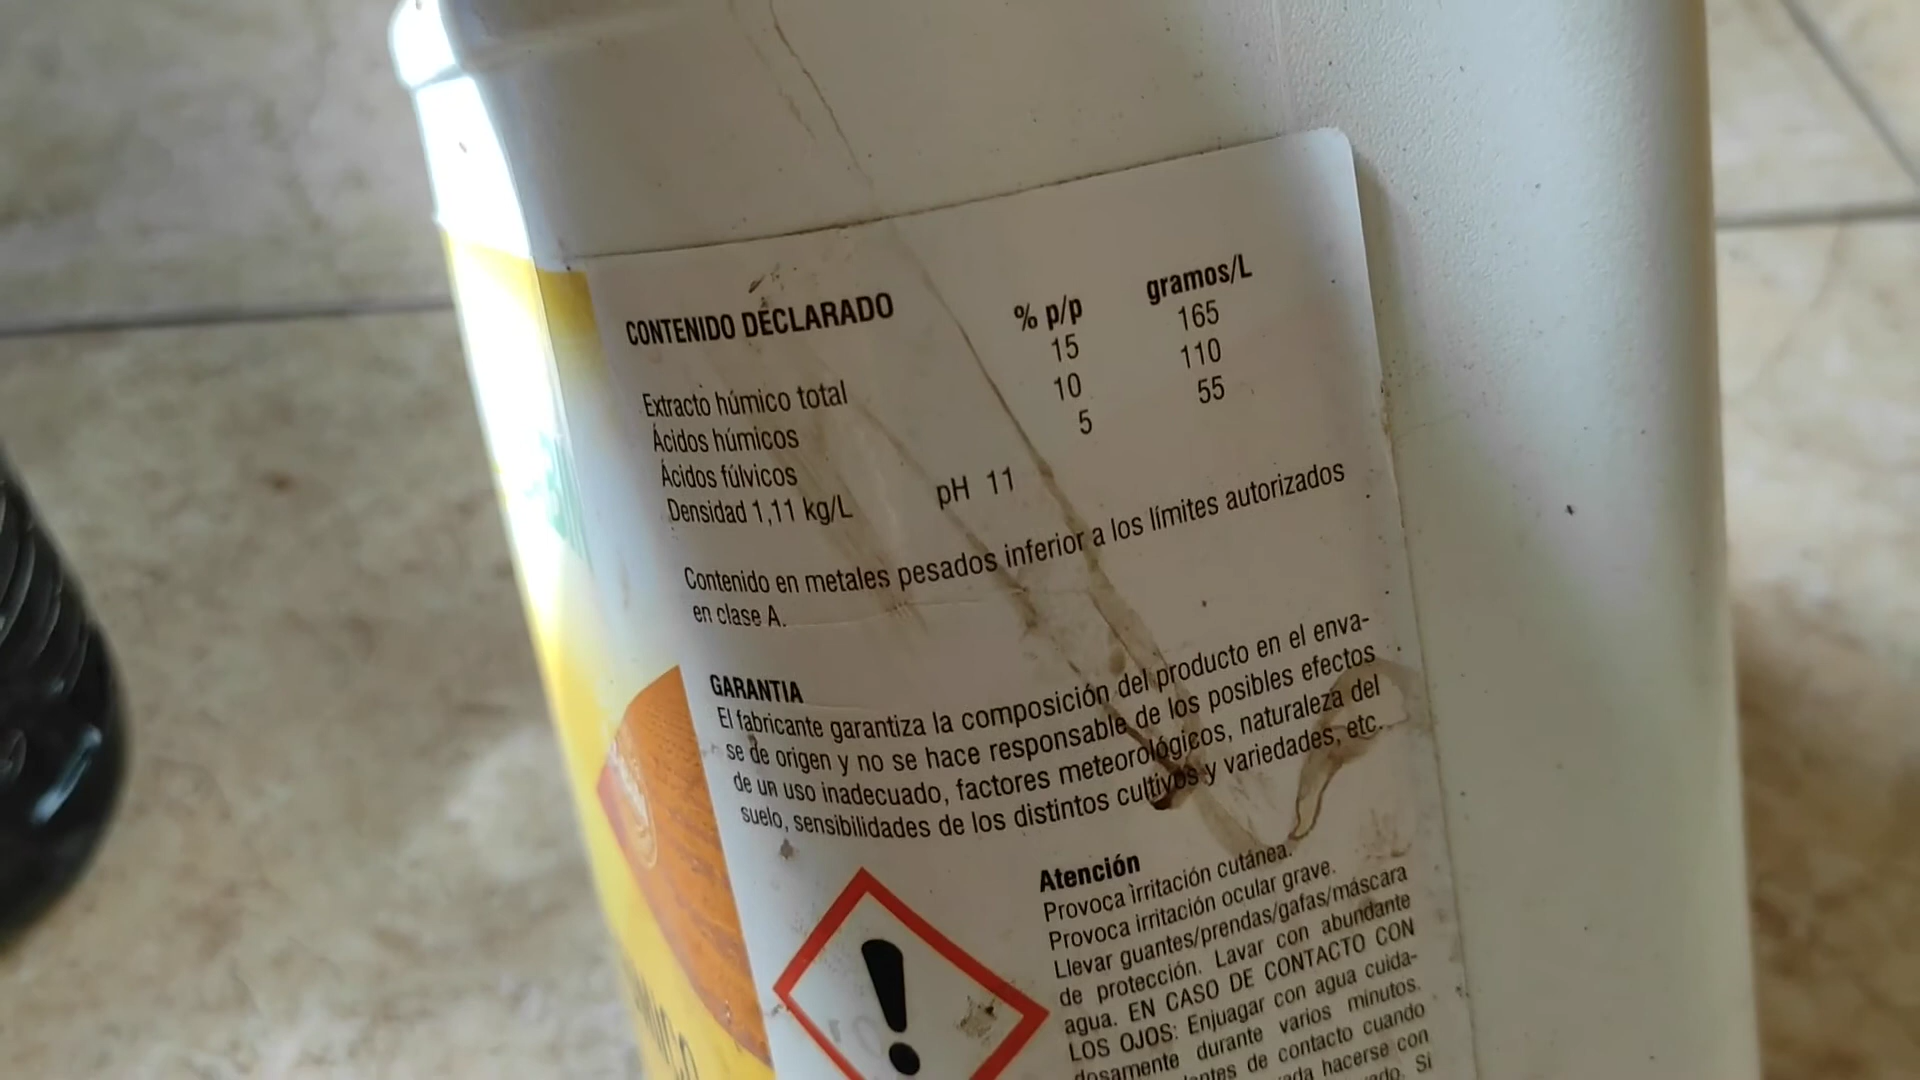 CONTENIDO DECLARADO % p/p gramos/L
15 165
Extracto húmico total 10 110
Ácidos húmicos 5 55
Ácidos fúlvicos
Densidad 1,11 kg/L pH 11
Contenido en metales pesados inferior a los límites autorizados
en clase A.
GARANTIA
El fabricante garantiza la composición del producto en el enva-
se de origen y no se hace responsable de los posibles efectos
de un uso inadecuado, factores meteorológicos, naturaleza del
suelo, sensibilidades de los distintos cultivos y variedades, etc.
Atención
Provoca irritación cutánea.
Provoca irritación ocular grave.
Llevar guantes/prendas/gafas/máscara
de protección. Lavar con abundante
agua. EN CASO DE CONTACTO CON
LOS OJOS: Enjuagar con agua cuida-
dosamente durante varios minutos.
de contacto cuando
hacerse con
Si